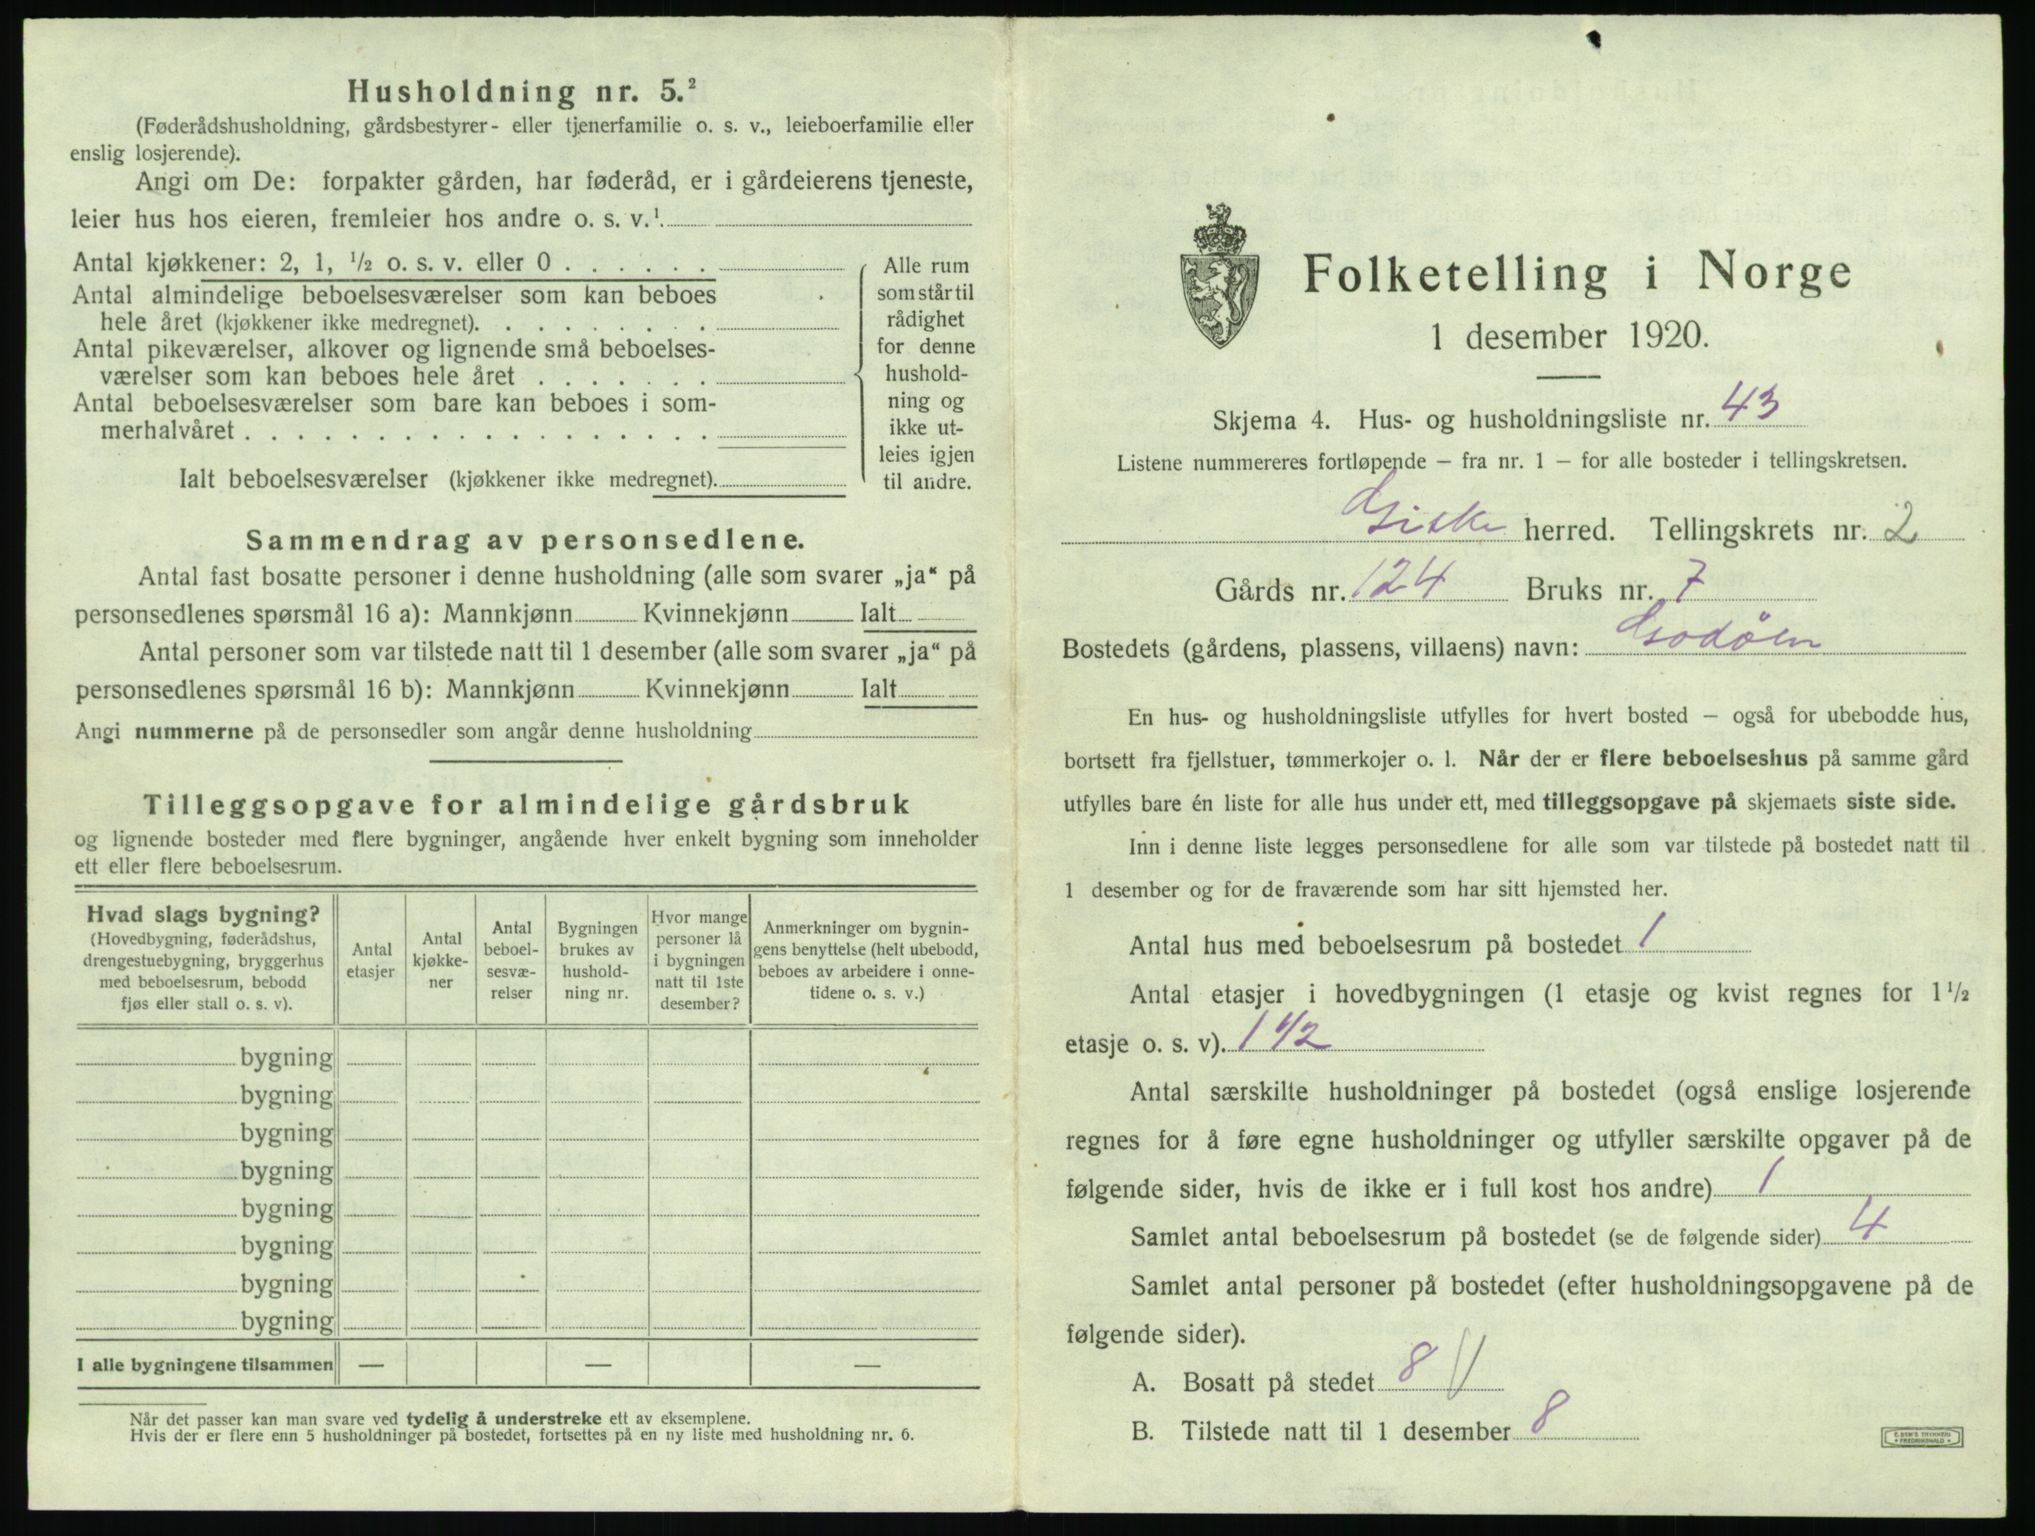 Husholdning nr. 5.²
(Føderådshusholdning, gårdsbestyrer- eller tjenerfamilie o. s. v., leieboerfamilie eller
enslig losjerende).
Angi om De: forpakter gården, har føderåd, er i gårdeierens tjeneste,
leier hus hos eieren, fremleier hos andre o. s. v.¹
Antal kjøkkener: 2, 1, ½ o. s. v. eller 0 . . . . . .
Antal almindelige beboelsesværelser som kan beboes
hele året (kjøkkener ikke medregnet). . . . . . . . .
Antal pikeværelser, alkover og lignende små beboelses-
værelser som kan beboes hele året . . . . . . .
Antal beboelsesværelser som bare kan beboes i som-
merhalvåret . . . . . . . . . . . . . . . . . .
Ialt beboelsesværelser (kjøkkener ikke medregnet).
Alle rum
som står til
rådighet
for denne
hushold-
ning og
ikke ut-
leies igjen
til andre.
Sammendrag av personsedlene.
Antal fast bosatte personer i denne husholdning (alle som svarer „ja“ på
personsedlenes spørsmål 16 a): Mannkjønn Kvinnekjønn Ialt
Antal personer som var tilstede natt til 1 desember (alle som svarer „ja“ på
personsedlenes spørsmål 16 b): Mannkjønn Kvinnekjønn Ialt
Angi nummerne på de personsedler som angår denne husholdning
Tilleggsopgave for almindelige gårdsbruk
og lignende bosteder med flere bygninger, angående hver enkelt bygning som inneholder
ett eller flere beboelsesrum.
Hvad slags bygning?
(Hovedbygning, føderådshus,
drengestuebygning, bryggerhus
med beboelsesrum, bebodd
fjøs eller stall o. s. v).
Antal
etasjer
Antal
kjøkke-
ner
Antal
beboel-
sesvæ-
relser
Bygningen
brukes av
hushold-
ning nr.
Hvor mange
personer lå
i bygningen
natt til 1ste
desember?
Anmerkninger om bygnin-
gens benyttelse (helt ubebodd,
beboes av arbeidere i onne-
tidene o. s. v.)
bygning
bygning
bygning
bygning
bygning
bygning
bygning
bygning
I alle bygningene tilsammen — — —
Når det passer kan man svare ved tydelig å understreke ett av eksemplene.
Hvis der er flere enn 5 husholdninger på bostedet, fortsettes på en ny liste med husholdning nr. 6.
Folketelling i Norge
1 desember 1920.
Skjema 4. Hus- og husholdningsliste nr. 43
Listene nummereres fortløpende – fra nr. 1 – for alle bosteder i tellingskretsen.
Giske herred. Tellingskrets nr. 2
Gårds nr. 124 Bruks nr. 7
Bostedets (gårdens, plassens, villaens) navn: Godøen
En hus- og husholdningsliste utfylles for hvert bosted – også for ubebodde hus,
bortsett fra fjellstuer, tømmerkojer o. l. Når der er flere beboelseshus på samme gård
utfylles bare én liste for alle hus under ett, med tilleggsopgave på skjemaets siste side.
Inn i denne liste legges personsedlene for alle som var tilstede på bostedet natt til
1 desember og for de fraværende som har sitt hjemsted her.
Antal hus med beboelsesrum på bostedet 1
Antal etasjer i hovedbygningen (1 etasje og kvist regnes for 1½
etasje o. s. v). 1 1/2
Antal særskilte husholdninger på bostedet (også enslige losjerende
regnes for å føre egne husholdninger og utfyller særskilte opgaver på de
følgende sider, hvis de ikke er i full kost hos andre) 1
Samlet antal beboelsesrum på bostedet (se de følgende sider) 4
Samlet antal personer på bostedet (efter husholdningsopgavene på de
følgende sider).
A. Bosatt på stedet 8
B. Tilstede natt til 1 desember 8